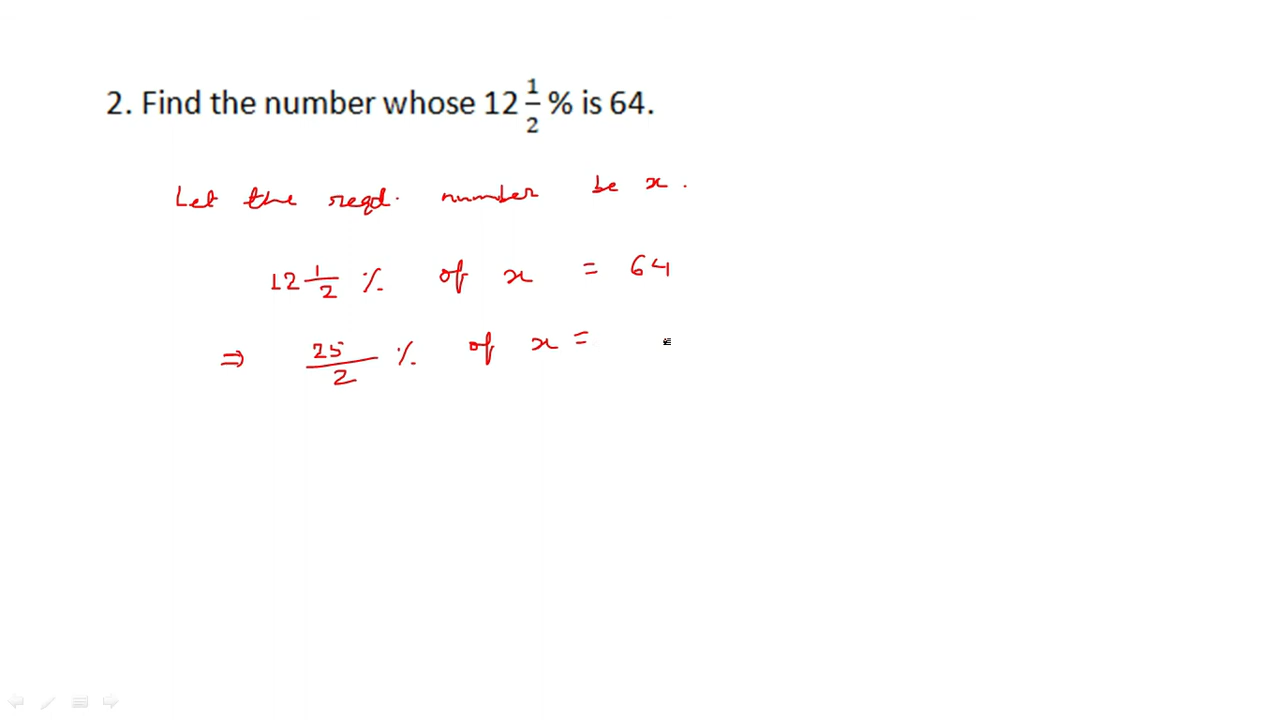 2. Find the number whose 12 1/2 % is 64.
Let the reqd. number be x.
12 1/2 % of x = 64
⇒ 25/2 % of x =